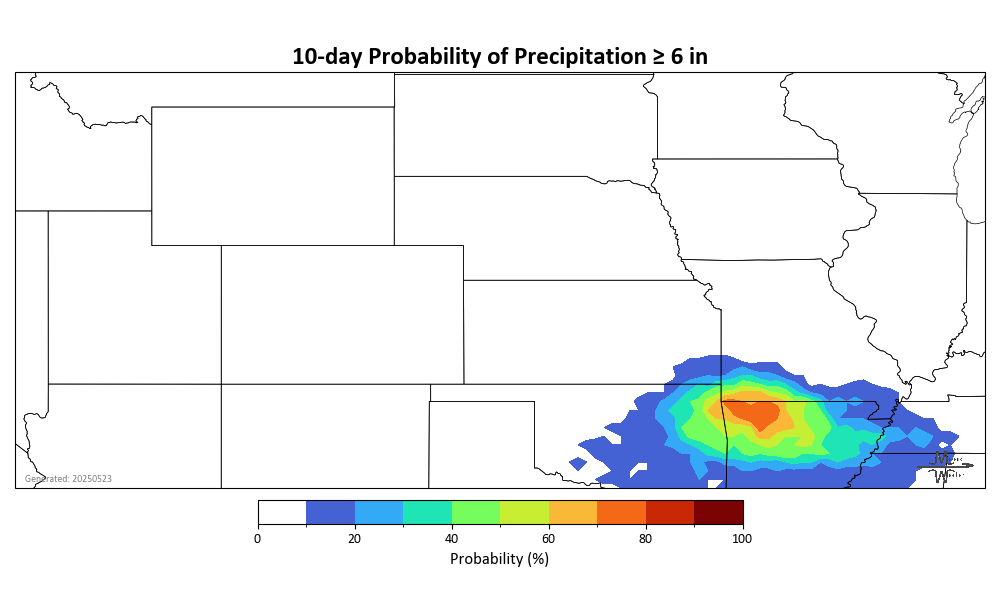 10-day Probability of Precipitation ≥ 6 in
Generated: 20250523
0 20 40 60 80 100
Probability (%)